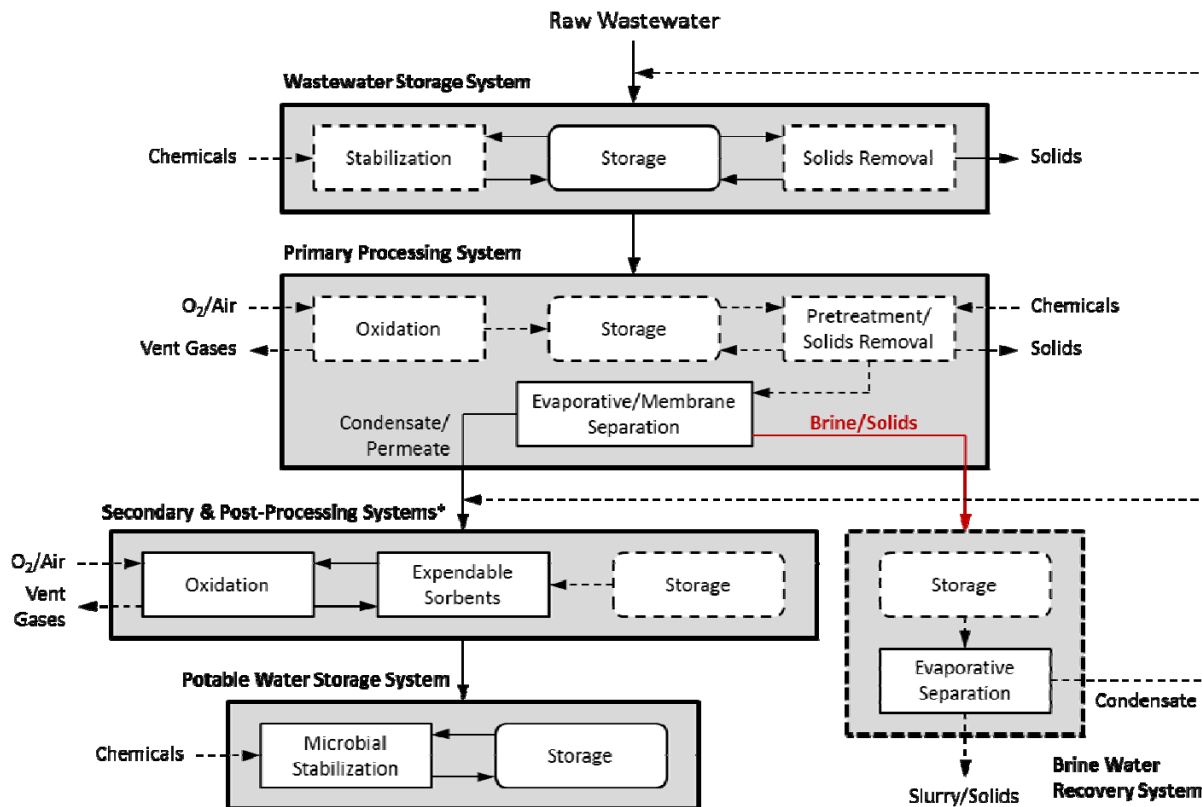 Raw Wastewater
Wastewater Storage System
Chemicals
Stabilization
Storage
Solids Removal
Solids
Primary Processing System
O₂/Air
Vent Gases
Oxidation
Storage
Pretreatment/
Solids Removal
Chemicals
Solids
Evaporative/Membrane
Separation
Condensate/
Permeate
Brine/Solids
Secondary & Post-Processing Systems*
O₂/Air
Vent
Gases
Oxidation
Expendable
Sorbents
Storage
Storage
Evaporative
Separation
Condensate
Potable Water Storage System
Chemicals
Microbial
Stabilization
Storage
Slurry/Solids
Brine Water
Recovery System